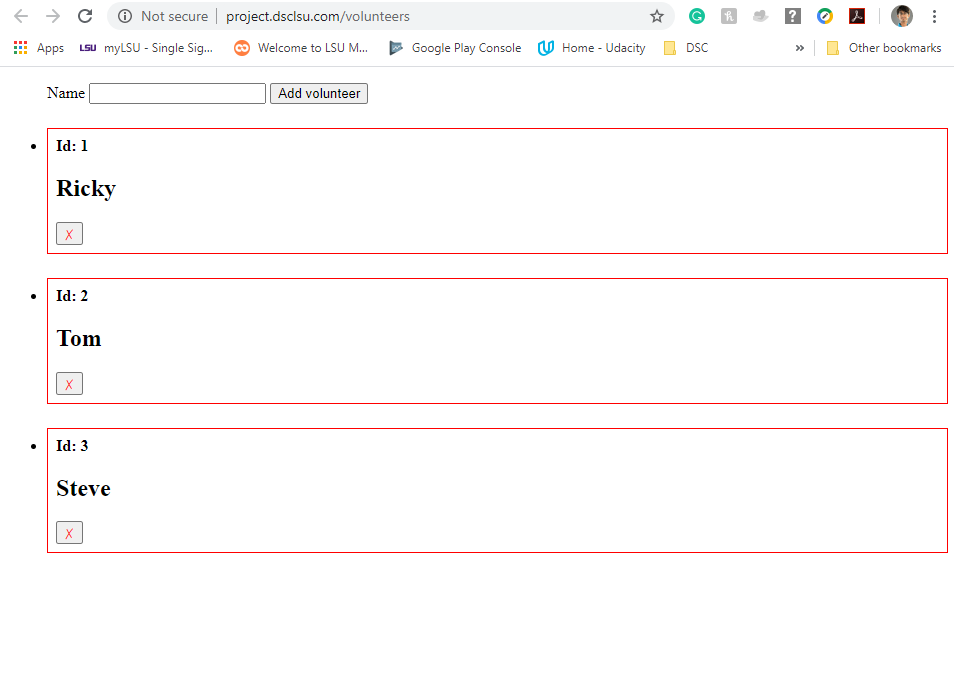 Not secure | project.dsclsu.com/volunteers
Apps LSU myLSU - Single Sig... Welcome to LSU M... Google Play Console Home - Udacity DSC » Other bookmarks
Name Add volunteer
Id: 1
Ricky
X
Id: 2
Tom
X
Id: 3
Steve
X